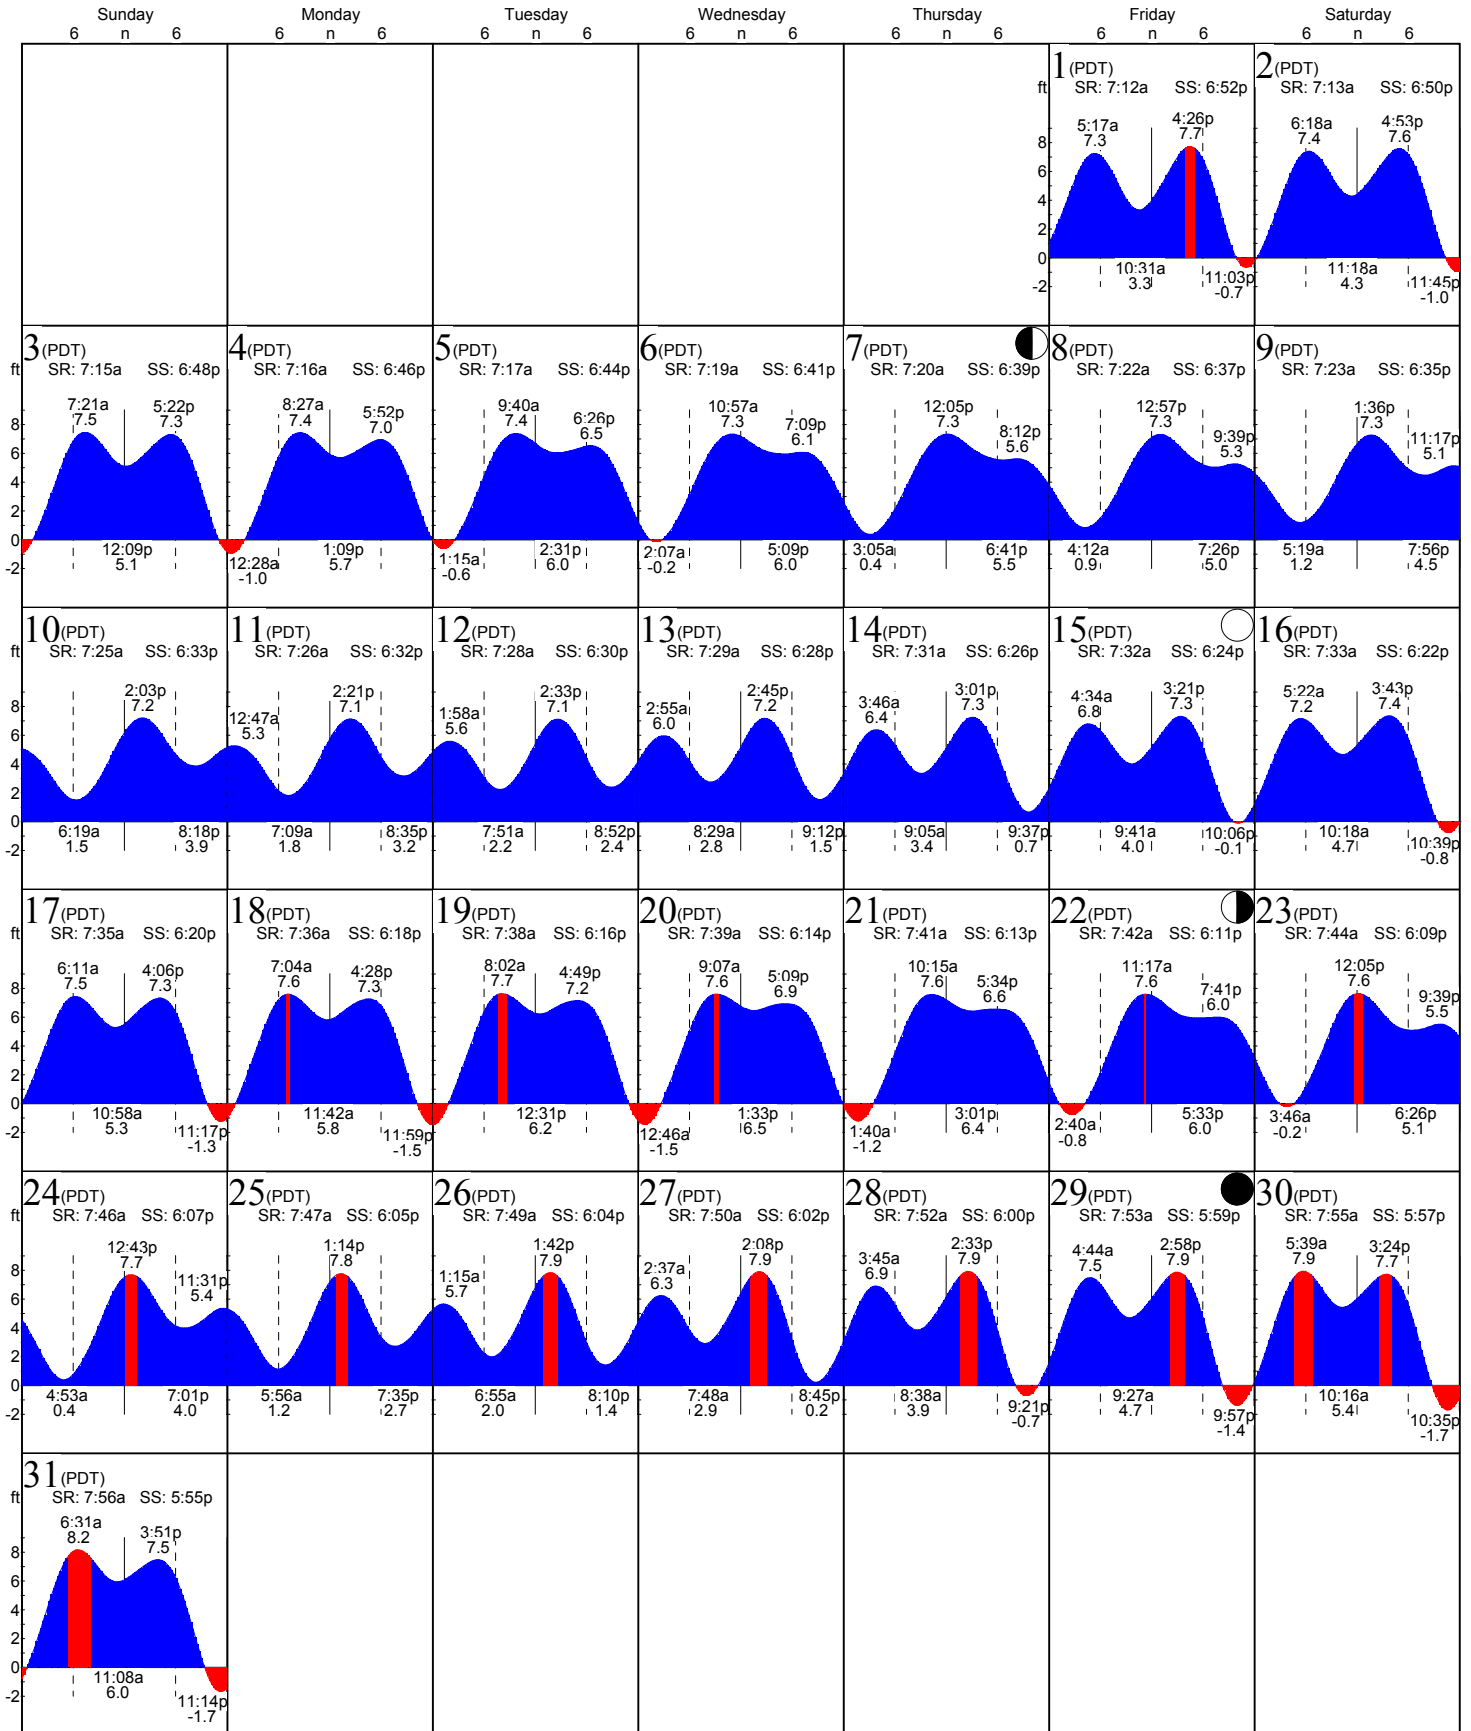 Sunday Monday Tuesday Wednesday Thursday Friday Saturday
6 n 6 6 n 6 6 n 6 6 n 6 6 n 6 6 n 6 6 n 6
1(PDT) 2(PDT)
ft SR: 7:12a SS: 6:52p SR: 7:13a SS: 6:50p
5:17a 7.3 4:26p 7.7 6:18a 7.4 4:53p 7.6
8
6
4
2
0
-2
10:31a 3.3 11:03p -0.7 11:18a 4.3 11:45p -1.0
3(PDT) 4(PDT) 5(PDT) 6(PDT) 7(PDT) 8(PDT) 9(PDT)
ft SR: 7:15a SS: 6:48p SR: 7:16a SS: 6:46p SR: 7:17a SS: 6:44p SR: 7:19a SS: 6:41p SR: 7:20a SS: 6:39p SR: 7:22a SS: 6:37p SR: 7:23a SS: 6:35p
7:21a 7.5 5:22p 7.3 8:27a 7.4 5:52p 7.0 9:40a 7.4 6:26p 6.5 10:57a 7.3 7:09p 6.1 12:05p 7.3 8:12p 5.6 12:57p 7.3 9:39p 5.3 1:36p 7.3 11:17p 5.1
8
6
4
2
0
-2
12:09p 5.1 12:28a -1.0 1:09p 5.7 1:15a -0.6 2:31p 6.0 2:07a -0.2 5:09p 6.0 3:05a 0.4 6:41p 5.5 4:12a 0.9 7:26p 5.0 5:19a 1.2 7:56p 4.5
10(PDT) 11(PDT) 12(PDT) 13(PDT) 14(PDT) 15(PDT) 16(PDT)
ft SR: 7:25a SS: 6:33p SR: 7:26a SS: 6:32p SR: 7:28a SS: 6:30p SR: 7:29a SS: 6:28p SR: 7:31a SS: 6:26p SR: 7:32a SS: 6:24p SR: 7:33a SS: 6:22p
2:03p 7.2 12:47a 5.3 2:21p 7.1 1:58a 5.6 2:33p 7.1 2:55a 6.0 2:45p 7.2 3:46a 6.4 3:01p 7.3 4:34a 6.8 3:21p 7.3 5:22a 7.2 3:43p 7.4
8
6
4
2
0
-2
6:19a 1.5 8:18p 3.9 7:09a 1.8 8:35p 3.2 7:51a 2.2 8:52p 2.4 8:29a 2.8 9:12p 1.5 9:05a 3.4 9:37p 0.7 9:41a 4.0 10:06p -0.1 10:18a 4.7 10:39p -0.8
17(PDT) 18(PDT) 19(PDT) 20(PDT) 21(PDT) 22(PDT) 23(PDT)
ft SR: 7:35a SS: 6:20p SR: 7:36a SS: 6:18p SR: 7:38a SS: 6:16p SR: 7:39a SS: 6:14p SR: 7:41a SS: 6:13p SR: 7:42a SS: 6:11p SR: 7:44a SS: 6:09p
6:11a 7.5 4:06p 7.3 7:04a 7.6 4:28p 7.3 8:02a 7.7 4:49p 7.2 9:07a 7.6 5:09p 6.9 10:15a 7.6 5:34p 6.6 11:17a 7.6 7:41p 6.0 12:05p 7.6 9:39p 5.5
8
6
4
2
0
-2
10:58a 5.3 11:17p -1.3 11:42a 5.8 11:59p -1.5 12:31p 6.2 12:46a -1.5 1:33p 6.5 1:40a -1.2 3:01p 6.4 2:40a -0.8 5:33p 6.0 3:46a -0.2 6:26p 5.1
24(PDT) 25(PDT) 26(PDT) 27(PDT) 28(PDT) 29(PDT) 30(PDT)
ft SR: 7:46a SS: 6:07p SR: 7:47a SS: 6:05p SR: 7:49a SS: 6:04p SR: 7:50a SS: 6:02p SR: 7:52a SS: 6:00p SR: 7:53a SS: 5:59p SR: 7:55a SS: 5:57p
12:43p 7.7 11:31p 5.4 1:14p 7.8 1:15a 5.7 1:42p 7.9 2:37a 6.3 2:08p 7.9 3:45a 6.9 2:33p 7.9 4:44a 7.5 2:58p 7.9 5:39a 7.9 3:24p 7.7
8
6
4
2
0
-2
4:53a 0.4 7:01p 4.0 5:56a 1.2 7:35p 2.7 6:55a 2.0 8:10p 1.4 7:48a 2.9 8:45p 0.2 8:38a 3.9 9:21p -0.7 9:27a 4.7 9:57p -1.4 10:16a 5.4 10:35p -1.7
31(PDT)
ft SR: 7:56a SS: 5:55p
6:31a 8.2 3:51p 7.5
8
6
4
2
0
-2
11:08a 6.0 11:14p -1.7